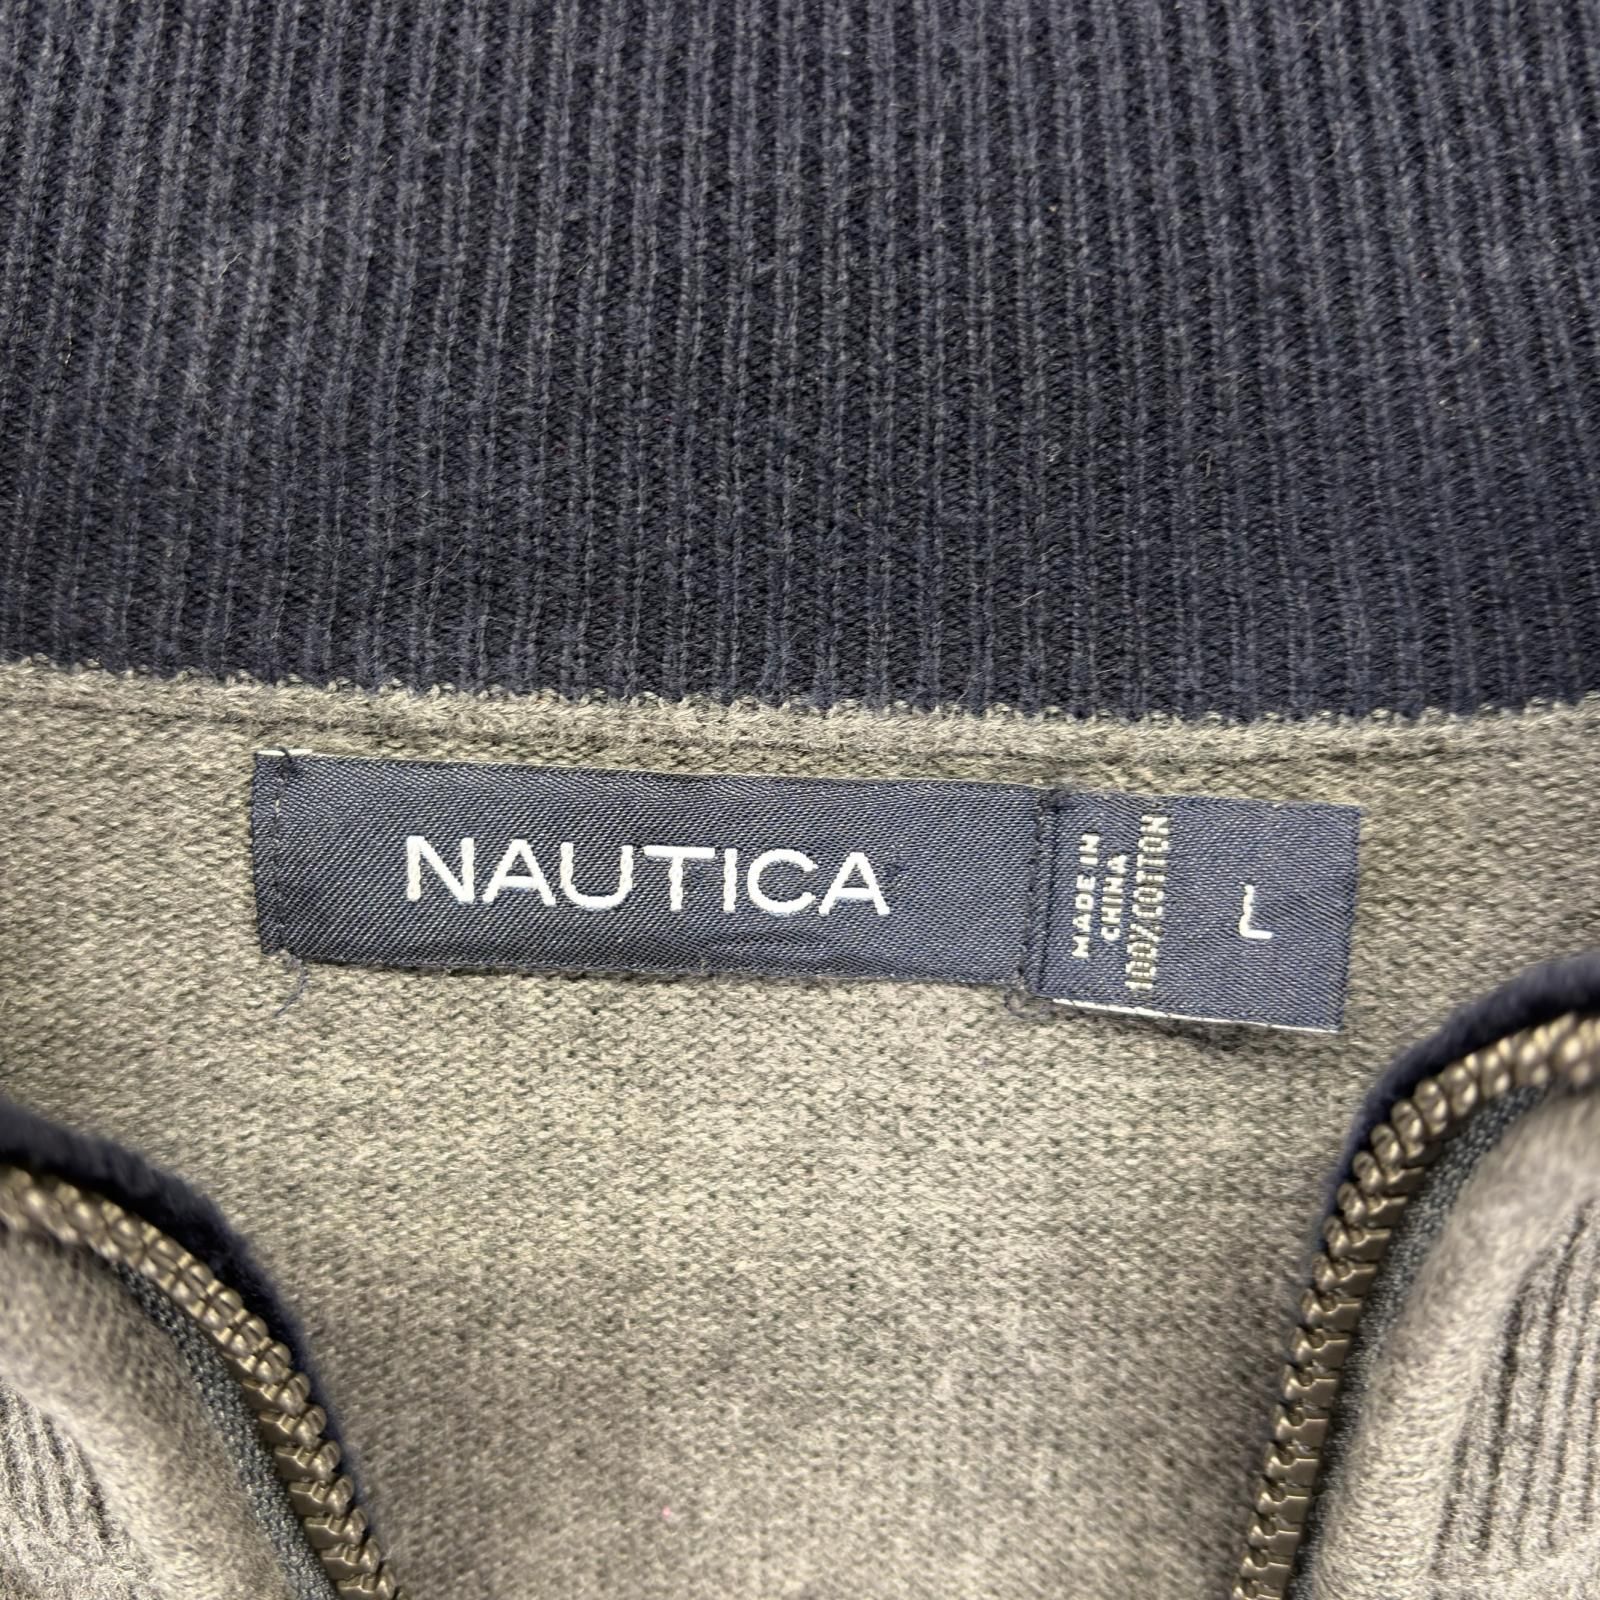 NAUTICA
MADE IN
CHINA
100% COTTON
L